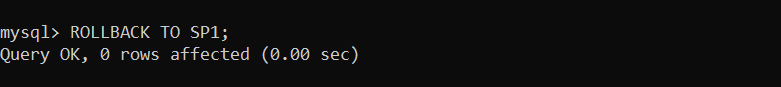 mysql> ROLLBACK TO SP1;
Query OK, 0 rows affected (0.00 sec)